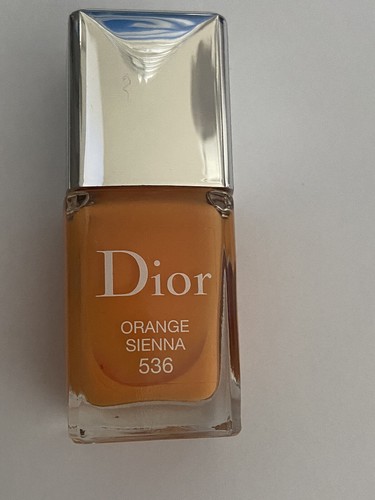 Dior
ORANGE
SIENNA
536